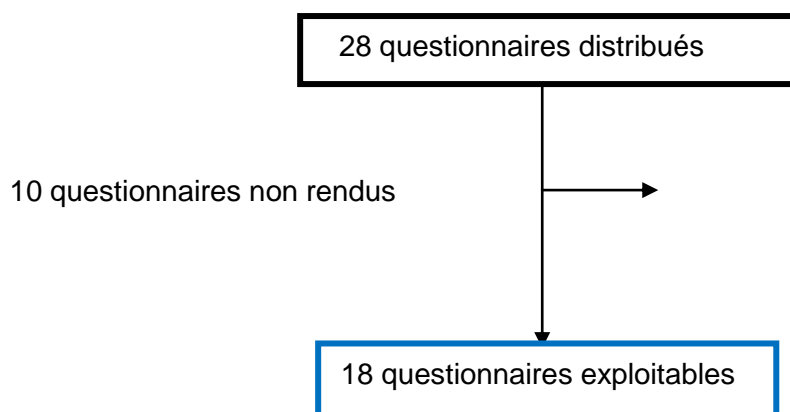 28 questionnaires distribués
10 questionnaires non rendus
18 questionnaires exploitables